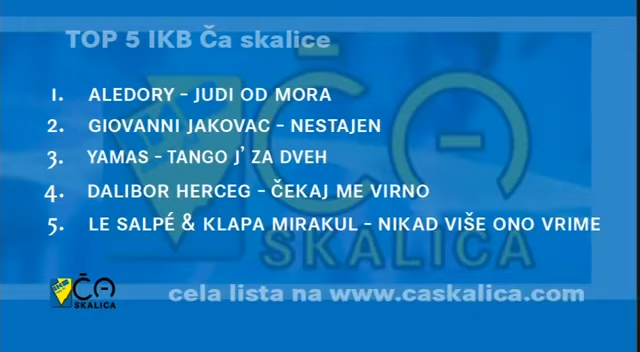 TOP 5 IKB Ča skalice
1. ALEDORY - JUDI OD MORA
2. GIOVANNI JAKOVAC - NESTAJEN
3. YAMAS - TANGO J' ZA DVEH
4. DALIBOR HERCEG - ČEKAJ ME VIRNO
5. LE SALPÉ & KLAPA MIRAKUL - NIKAD VIŠE ONO VRIME
ČA
SKALICA
ČA
SKALICA
cela lista na www.caskalica.com